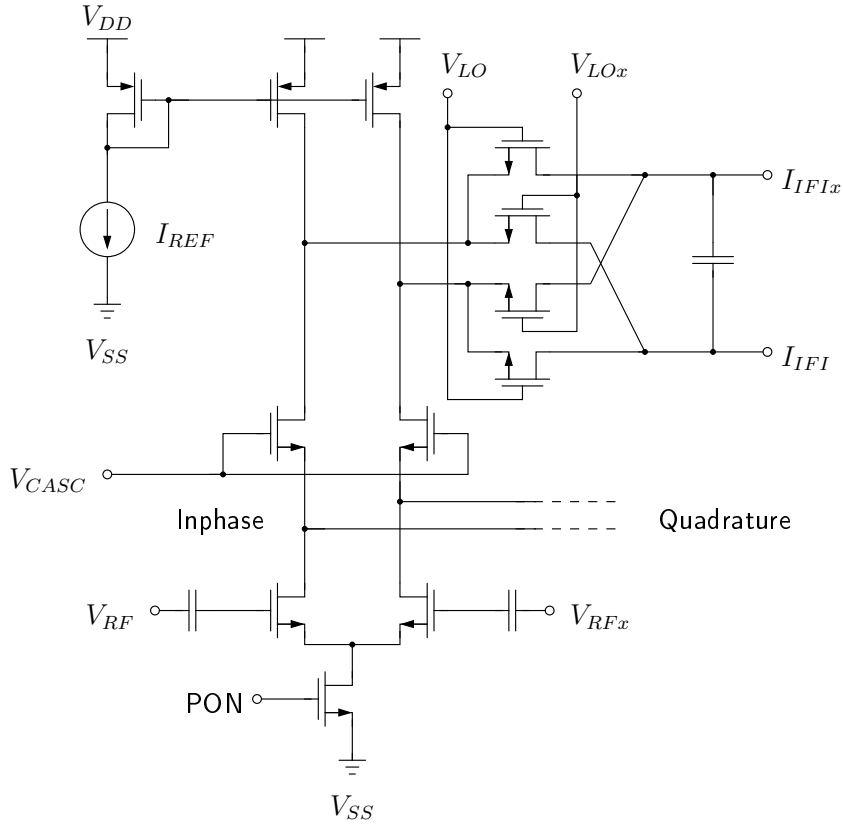 V_DD
V_LO
V_LOx
I_IFIx
I_REF
V_SS
I_IFI
V_CASC
Inphase
Quadrature
V_RF
V_RFx
PON
V_SS